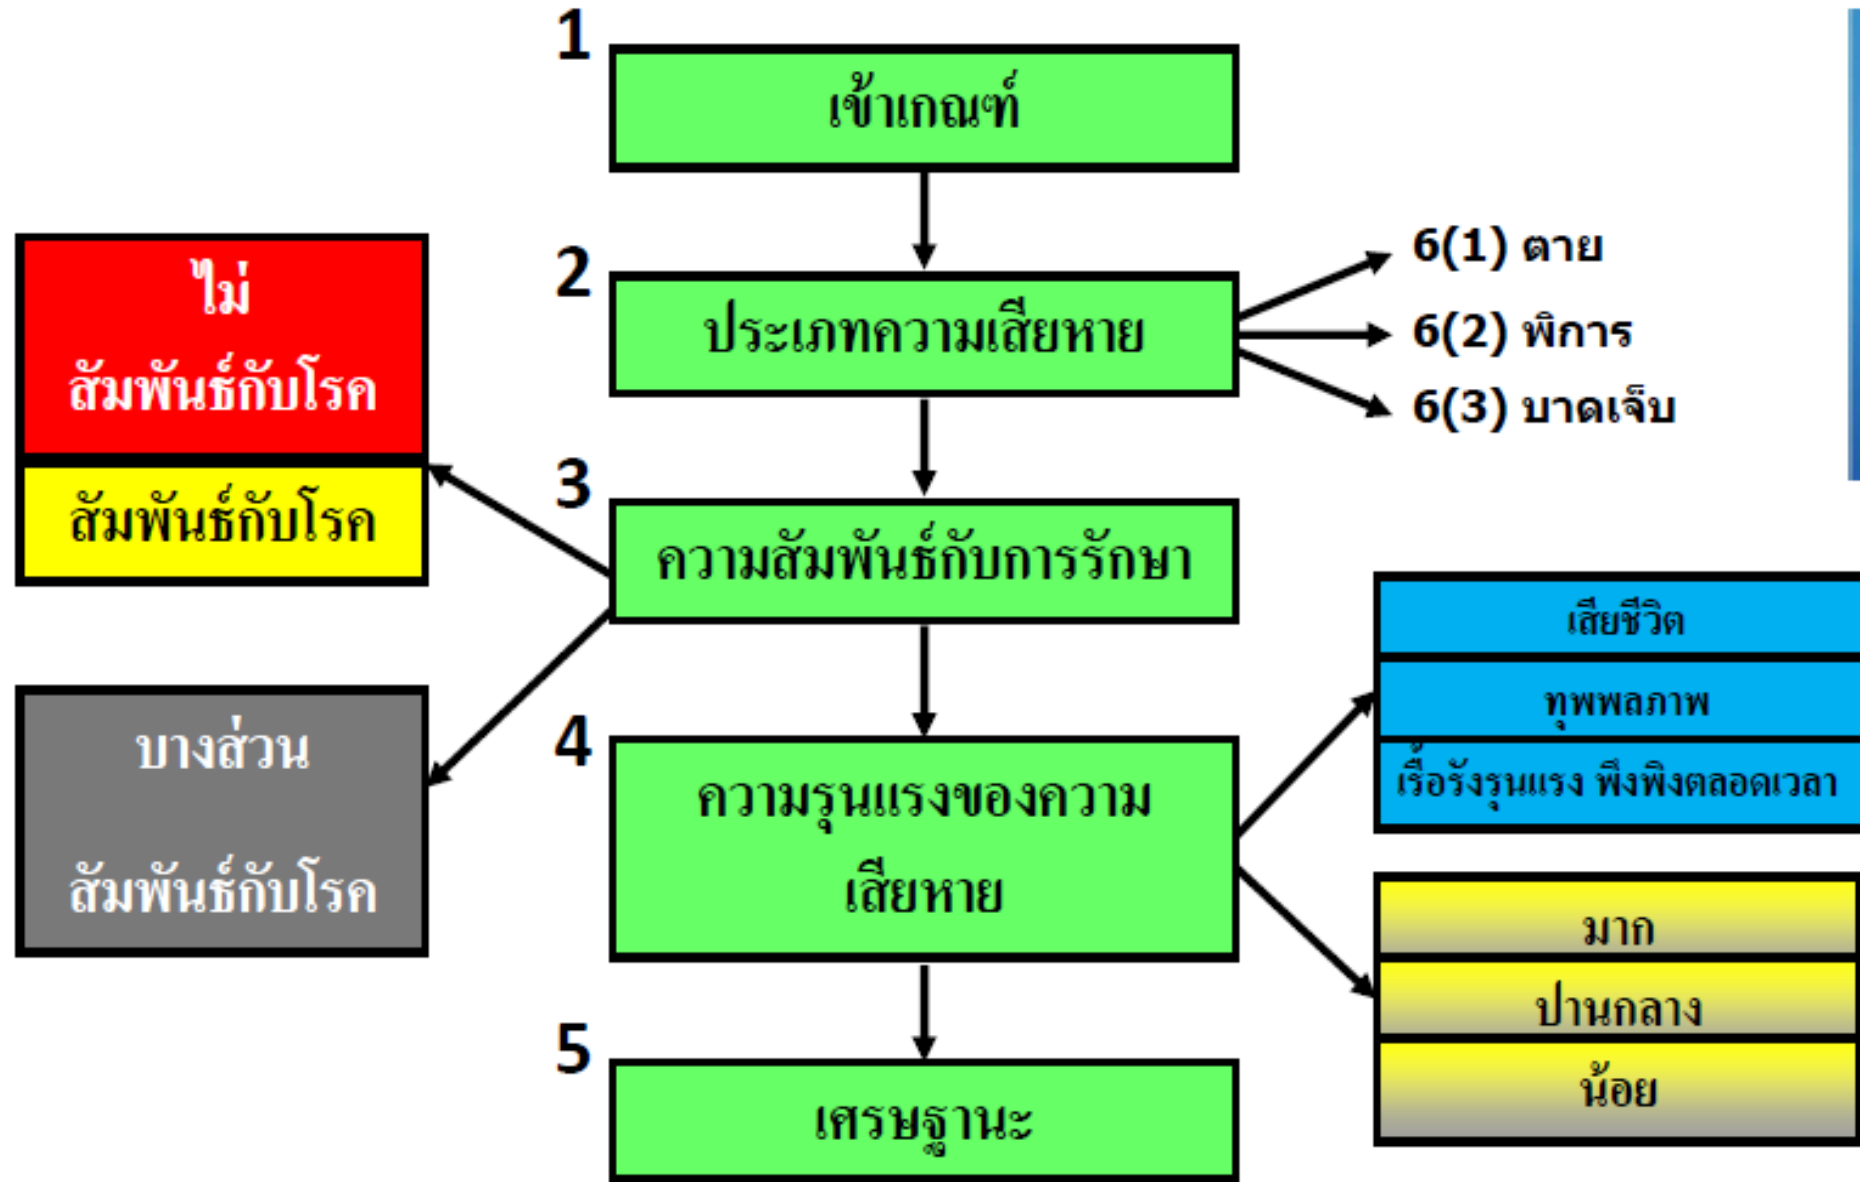 1
เข้าเกณฑ์
2
ประเภทความเสียหาย
6(1) ตาย
6(2) พิการ
6(3) บาดเจ็บ
ไม่
สัมพันธ์กับโรค
สัมพันธ์กับโรค
3
ความสัมพันธ์กับการรักษา
บางส่วน
สัมพันธ์กับโรค
4
ความรุนแรงของความ
เสียหาย
เสียชีวิต
ทุพพลภาพ
เรื้อรังรุนแรง พึงพิงตลอดเวลา
มาก
ปานกลาง
น้อย
5
เศรษฐานะ